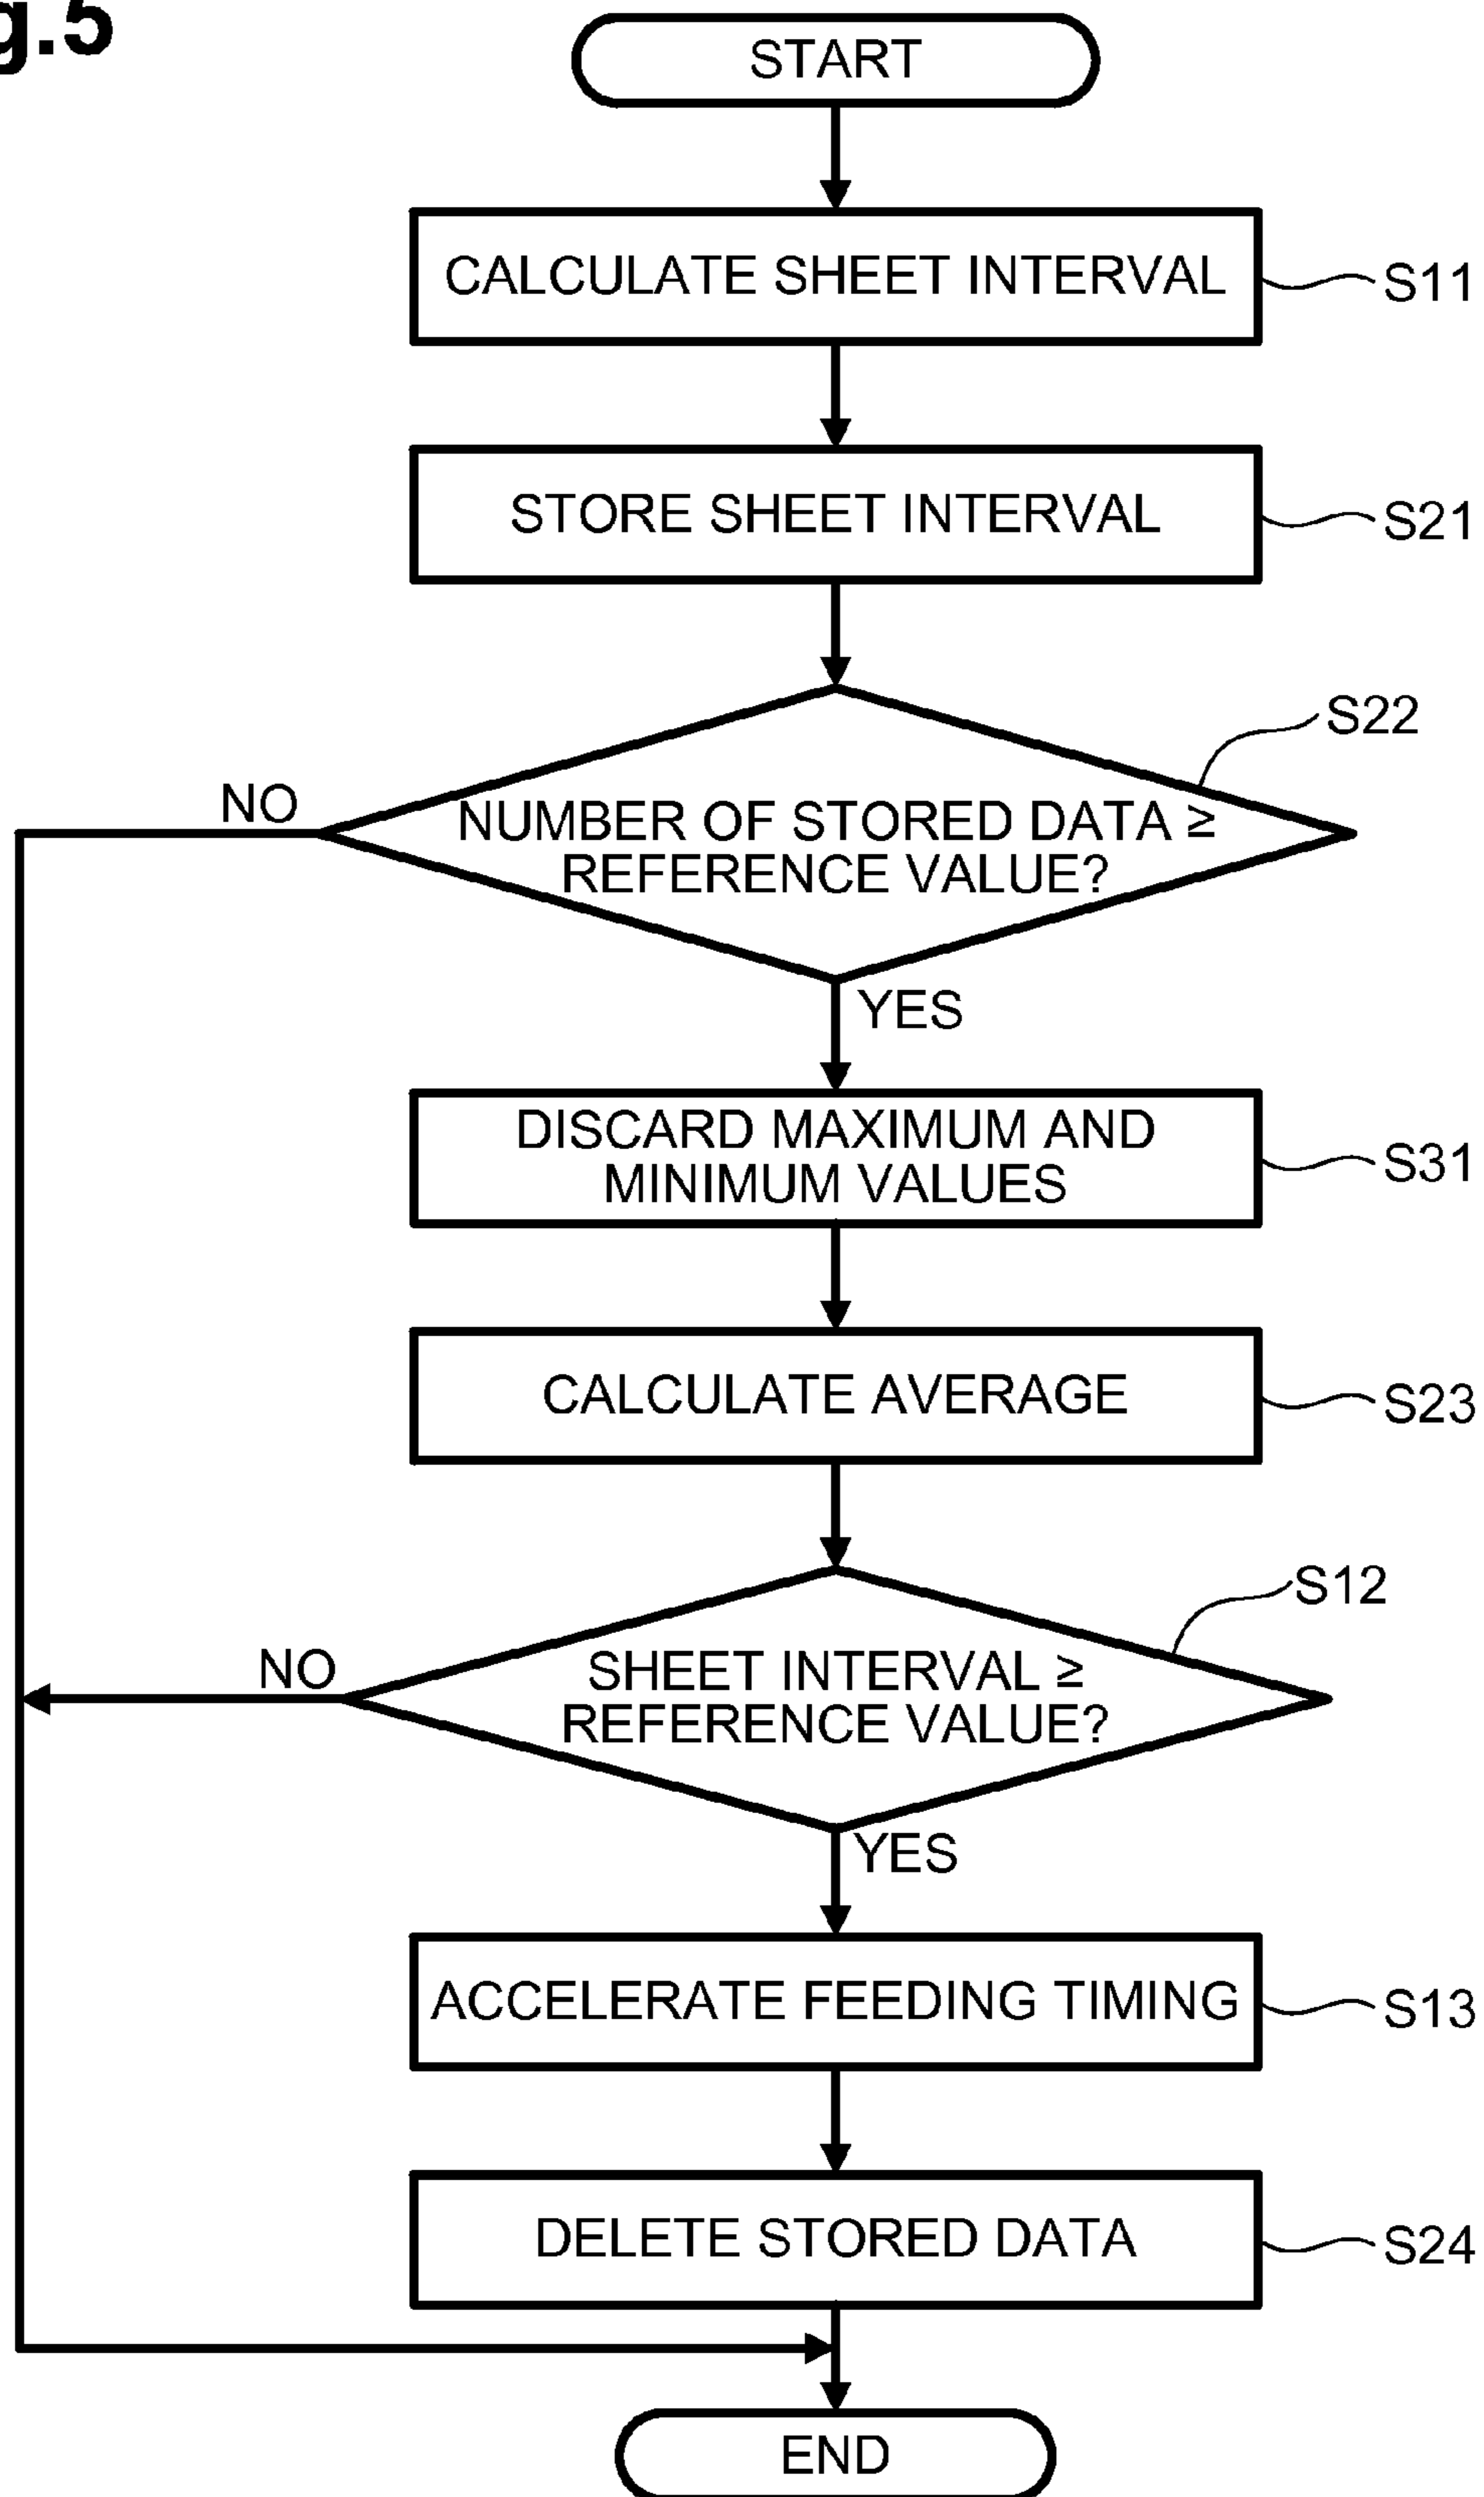 g.5
START
CALCULATE SHEET INTERVAL
S11
STORE SHEET INTERVAL
S21
S22
NO
NUMBER OF STORED DATA ≥
REFERENCE VALUE?
YES
DISCARD MAXIMUM AND
MINIMUM VALUES
S31
CALCULATE AVERAGE
S23
S12
NO
SHEET INTERVAL ≥
REFERENCE VALUE?
YES
ACCELERATE FEEDING TIMING
S13
DELETE STORED DATA
S24
END